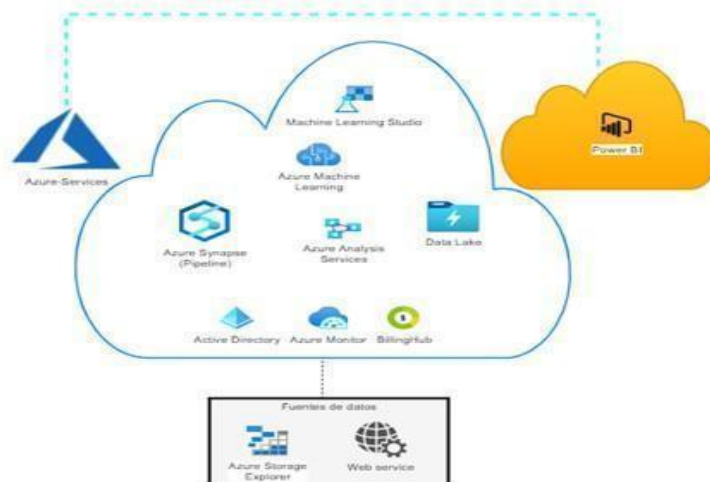 Machine Learning Studio
Power BI
Azure-Services
Azure Machine
Learning
Azure Synapse
(Pipeline)
Azure Analysis
Services
Data Lake
Active Directory
Azure Monitor
BillingHub
Fuentes de datos
Azure Storage
Explorer
Web service